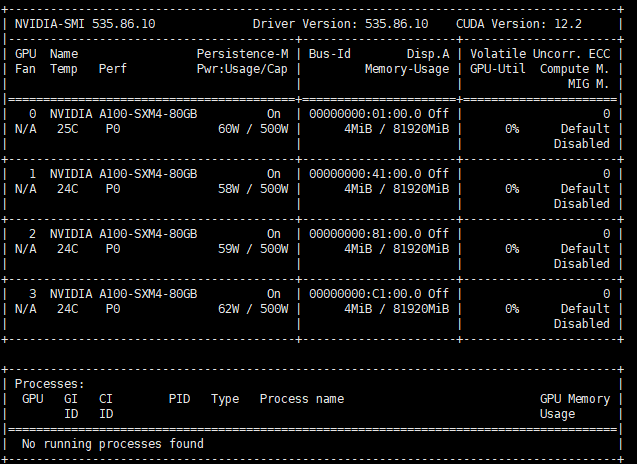 NVIDIA-SMI 535.86.10 Driver Version: 535.86.10 CUDA Version: 12.2
GPU Name Persistence-M | Bus-Id Disp.A | Volatile Uncorr. ECC
Fan Temp Perf Pwr:Usage/Cap | Memory-Usage | GPU-Util Compute M.
MIG M.
0 NVIDIA A100-SXM4-80GB On | 00000000:01:00.0 Off | 0
N/A 25C P0 60W / 500W | 4MiB / 81920MiB | 0% Default
Disabled
1 NVIDIA A100-SXM4-80GB On | 00000000:41:00.0 Off | 0
N/A 24C P0 58W / 500W | 4MiB / 81920MiB | 0% Default
Disabled
2 NVIDIA A100-SXM4-80GB On | 00000000:81:00.0 Off | 0
N/A 24C P0 59W / 500W | 4MiB / 81920MiB | 0% Default
Disabled
3 NVIDIA A100-SXM4-80GB On | 00000000:C1:00.0 Off | 0
N/A 24C P0 62W / 500W | 4MiB / 81920MiB | 0% Default
Disabled
Processes:
GPU GI CI PID Type Process name GPU Memory
ID ID Usage
No running processes found